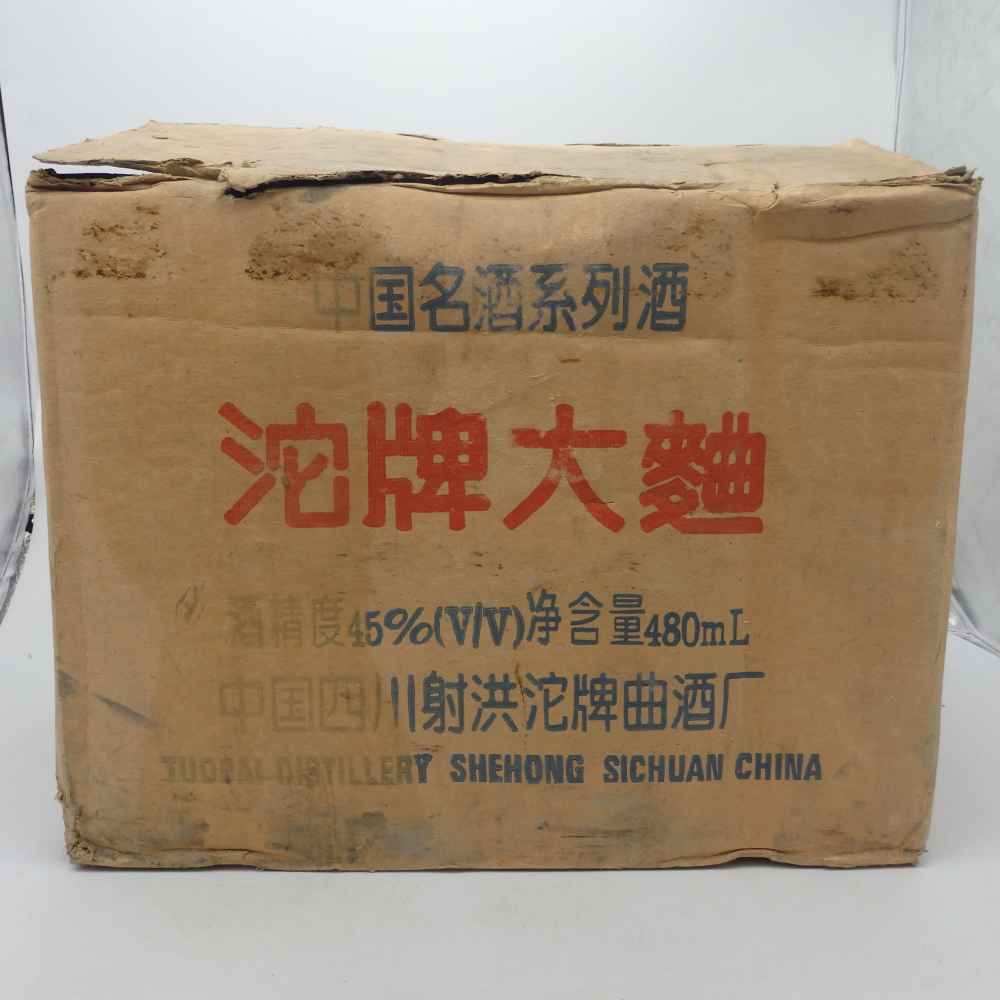 中国名酒系列酒
沱牌大麯
酒精度45%(V/V)净含量480mL
中国四川射洪沱牌曲酒厂
TUOPAI DISTILLERY SHEHONG SICHUAN CHINA